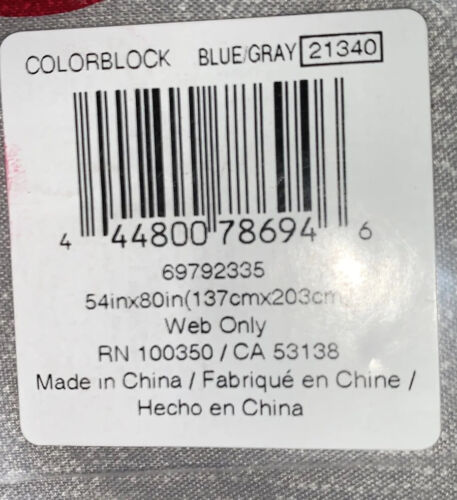 COLORBLOCK BLUE/GRAY 21340
4 44800 78694 6
69792335
54inx80in(137cmx203cm)
Web Only
RN 100350 / CA 53138
Made in China / Fabriqué en Chine /
Hecho en China